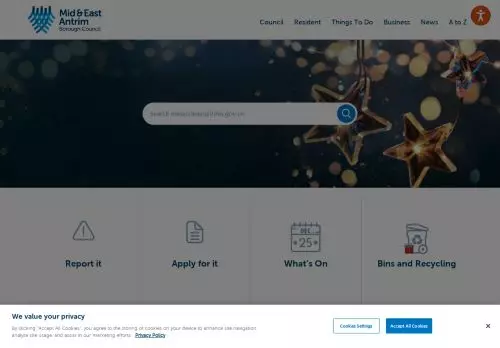 Mid & East
Antrim
Borough Council
Council Resident Things To Do Business News A to Z
Search
DEC
25
Report it Apply for it What's On Bins and Recycling
We value your privacy
By clicking "Accept All Cookies", you agree to the storing of cookies on your device to enhance site navigation,
analyze site usage, and assist in our marketing efforts. Privacy Policy
Cookies Settings Accept All Cookies